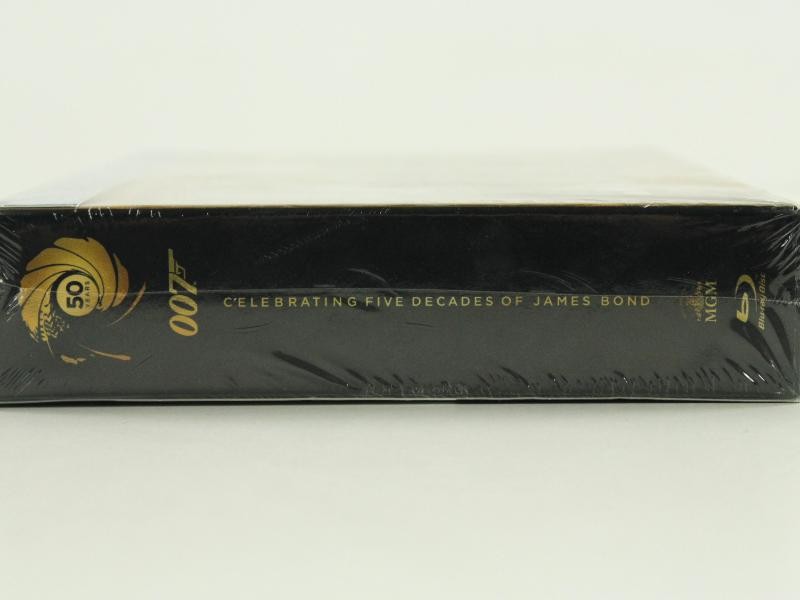 50
YEARS
007
CELEBRATING FIVE DECADES OF JAMES BOND
MGM
Blu-ray Disc